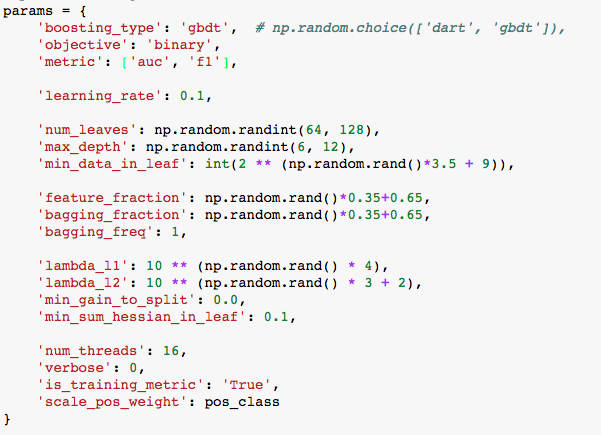 params = {
    'boosting_type': 'gbdt',  # np.random.choice(['dart', 'gbdt']),
    'objective': 'binary',
    'metric': ['auc', 'f1'],

    'learning_rate': 0.1,

    'num_leaves': np.random.randint(64, 128),
    'max_depth': np.random.randint(6, 12),
    'min_data_in_leaf': int(2 ** (np.random.rand()*3.5 + 9)),

    'feature_fraction': np.random.rand()*0.35+0.65,
    'bagging_fraction': np.random.rand()*0.35+0.65,
    'bagging_freq': 1,

    'lambda_l1': 10 ** (np.random.rand() * 4),
    'lambda_l2': 10 ** (np.random.rand() * 3 + 2),
    'min_gain_to_split': 0.0,
    'min_sum_hessian_in_leaf': 0.1,

    'num_threads': 16,
    'verbose': 0,
    'is_training_metric': 'True',
    'scale_pos_weight': pos_class
}